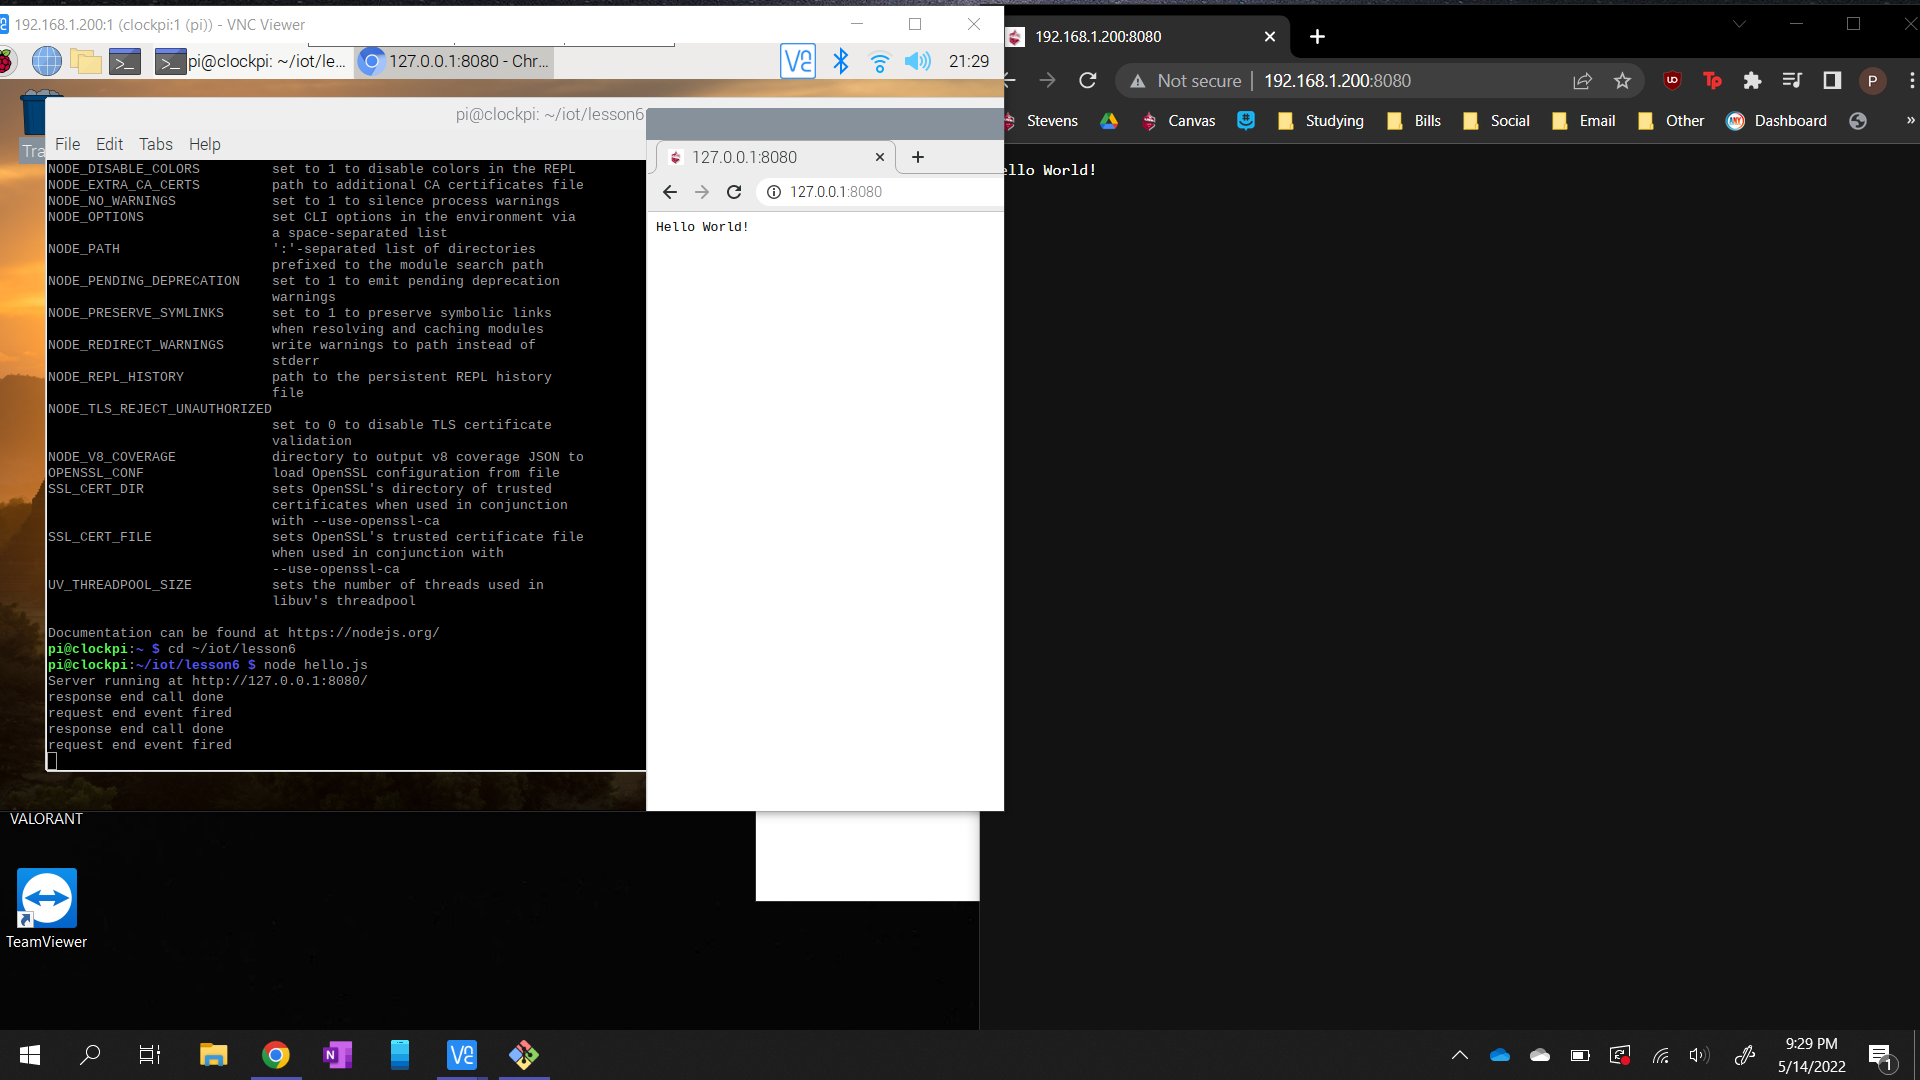 192.168.1.200:1 (clockpi:1 (pi)) - VNC Viewer
pi@clockpi: ~/iot/le...
127.0.0.1:8080 - Chr...
21:29
pi@clockpi: ~/iot/lesson6
File Edit Tabs Help
NODE_DISABLE_COLORS set to 1 to disable colors in the REPL
NODE_EXTRA_CA_CERTS path to additional CA certificates file
NODE_NO_WARNINGS set to 1 to silence process warnings
NODE_OPTIONS set CLI options in the environment via
a space-separated list
NODE_PATH ':'-separated list of directories
prefixed to the module search path
NODE_PENDING_DEPRECATION set to 1 to emit pending deprecation
warnings
NODE_PRESERVE_SYMLINKS set to 1 to preserve symbolic links
when resolving and caching modules
NODE_REDIRECT_WARNINGS write warnings to path instead of
stderr
NODE_REPL_HISTORY path to the persistent REPL history
file
NODE_TLS_REJECT_UNAUTHORIZED
set to 0 to disable TLS certificate
validation
NODE_V8_COVERAGE directory to output v8 coverage JSON to
OPENSSL_CONF load OpenSSL configuration from file
SSL_CERT_DIR sets OpenSSL's directory of trusted
certificates when used in conjunction
with --use-openssl-ca
SSL_CERT_FILE sets OpenSSL's trusted certificate file
when used in conjunction with
--use-openssl-ca
UV_THREADPOOL_SIZE sets the number of threads used in
libuv's threadpool
Documentation can be found at https://nodejs.org/
pi@clockpi:~ $ cd ~/iot/lesson6
pi@clockpi:~/iot/lesson6 $ node hello.js
Server running at http://127.0.0.1:8080/
response end call done
request end event fired
response end call done
request end event fired
127.0.0.1:8080
127.0.0.1:8080
Hello World!
192.168.1.200:8080
Not secure | 192.168.1.200:8080
P
Stevens Canvas Studying Bills Social Email Other Dashboard »
ello World!
Tra
VALORANT
TeamViewer
9:29 PM
5/14/2022
1